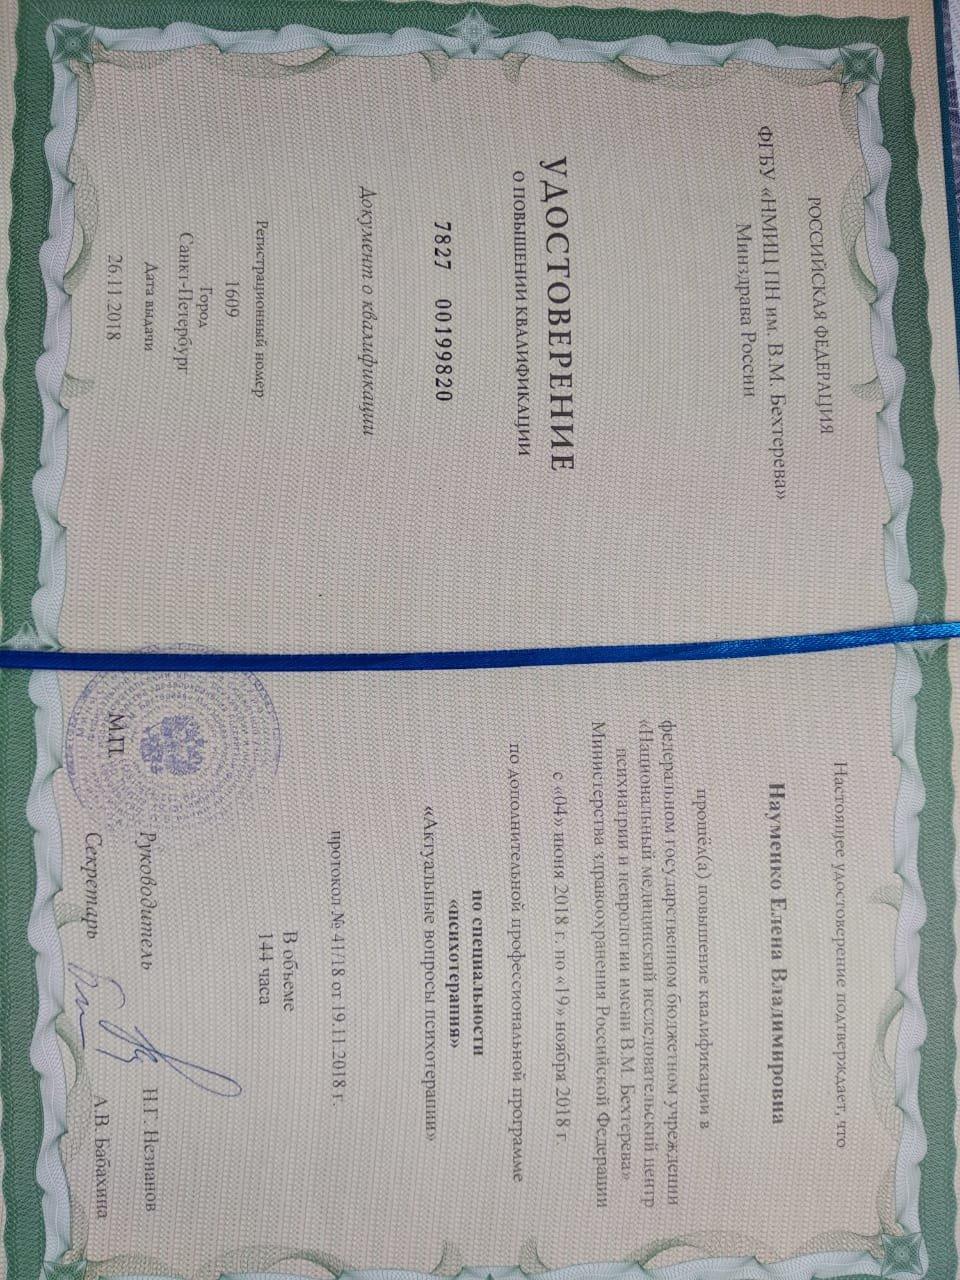 РОССИЙСКАЯ ФЕДЕРАЦИЯ
ФГБУ «НМИЦ ПН им. В.М. Бехтерева»
Минздрава России
УДОСТОВЕРЕНИЕ
О ПОВЫШЕНИИ КВАЛИФИКАЦИИ
7827 00199820
Документ о квалификации
Регистрационный номер
1609
Город
Санкт-Петербург
Дата выдачи
26.11.2018
Настоящее удостоверение подтверждает, что
Науменко Елена Владимировна
прошёл(а) повышение квалификации в
федеральном государственном бюджетном учреждении
«Национальный медицинский исследовательский центр
психиатрии и неврологии имени В.М. Бехтерева»
Министерства здравоохранения Российской Федерации
с «04» июня 2018 г. по «19» ноября 2018 г.
по дополнительной профессиональной программе
по специальности
«психотерапия»
«Актуальные вопросы психотерапии»
протокол № 41/18 от 19.11.2018 г.
В объеме
144 часа
М.П.
Руководитель Н.Г. Незнанов
Секретарь А.В. Бабахина